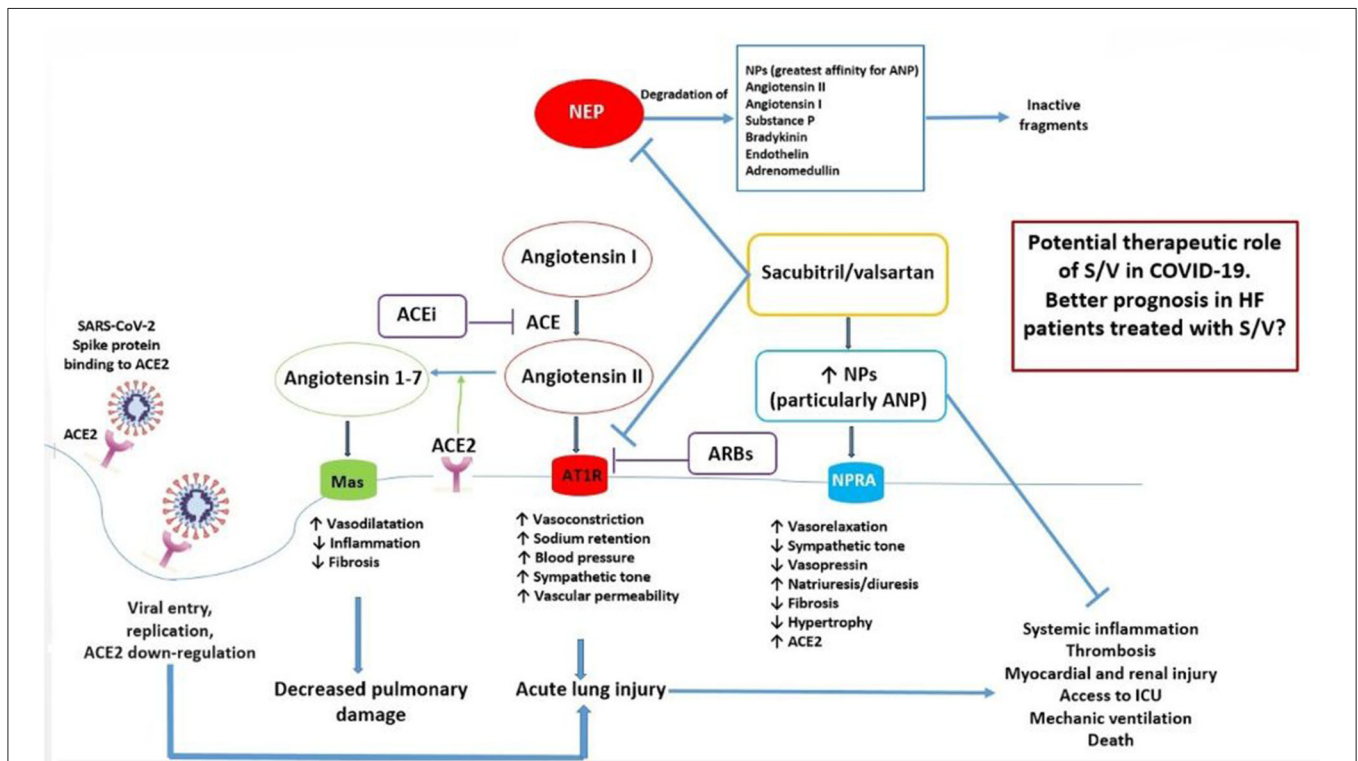 NEP
Degradation of
NPs (greatest affinity for ANP)
Angiotensin II
Angiotensin I
Substance P
Bradykinin
Endothelin
Adrenomedullin
Inactive
fragments
Angiotensin I
Sacubitril/valsartan
Potential therapeutic role
of S/V in COVID-19.
Better prognosis in HF
patients treated with S/V?
ACEi
ACE
SARS-CoV-2
Spike protein
binding to ACE2
Angiotensin 1-7
Angiotensin II
↑ NPs
(particularly ANP)
ACE2
ACE2
ARBs
Mas
AT1R
NPRA
↑ Vasodilatation
↓ Inflammation
↓ Fibrosis
↑ Vasoconstriction
↑ Sodium retention
↑ Blood pressure
↑ Sympathetic tone
↑ Vascular permeability
↑ Vasorelaxation
↓ Sympathetic tone
↓ Vasopressin
↑ Natriuresis/diuresis
↓ Fibrosis
↓ Hypertrophy
↑ ACE2
Viral entry,
replication,
ACE2 down-regulation
Decreased pulmonary
damage
Acute lung injury
Systemic inflammation
Thrombosis
Myocardial and renal injury
Access to ICU
Mechanic ventilation
Death